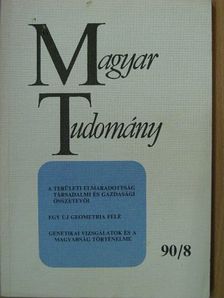 Magyar
Tudomány
A TERÜLETI ELMARADOTTSÁG
TÁRSADALMI ÉS GAZDASÁGI
ÖSSZETEVŐI
EGY ÚJ GEOMETRIA FELÉ
GENETIKAI VIZSGÁLATOK ÉS A
MAGYARSÁG TÖRTÉNELME
90/8